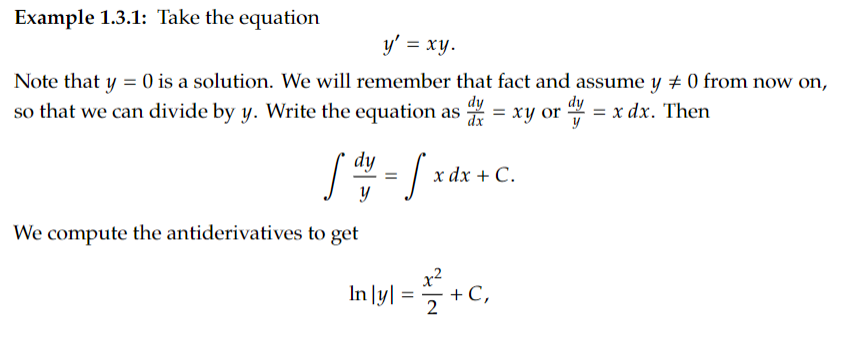 Example 1.3.1: Take the equation
y′ = xy.
Note that y = 0 is a solution. We will remember that fact and assume y ≠ 0 from now on,
so that we can divide by y. Write the equation as dy/dx = xy or dy/y = x dx. Then
∫ dy/y = ∫ x dx + C.
We compute the antiderivatives to get
ln|y| = x²/2 + C,